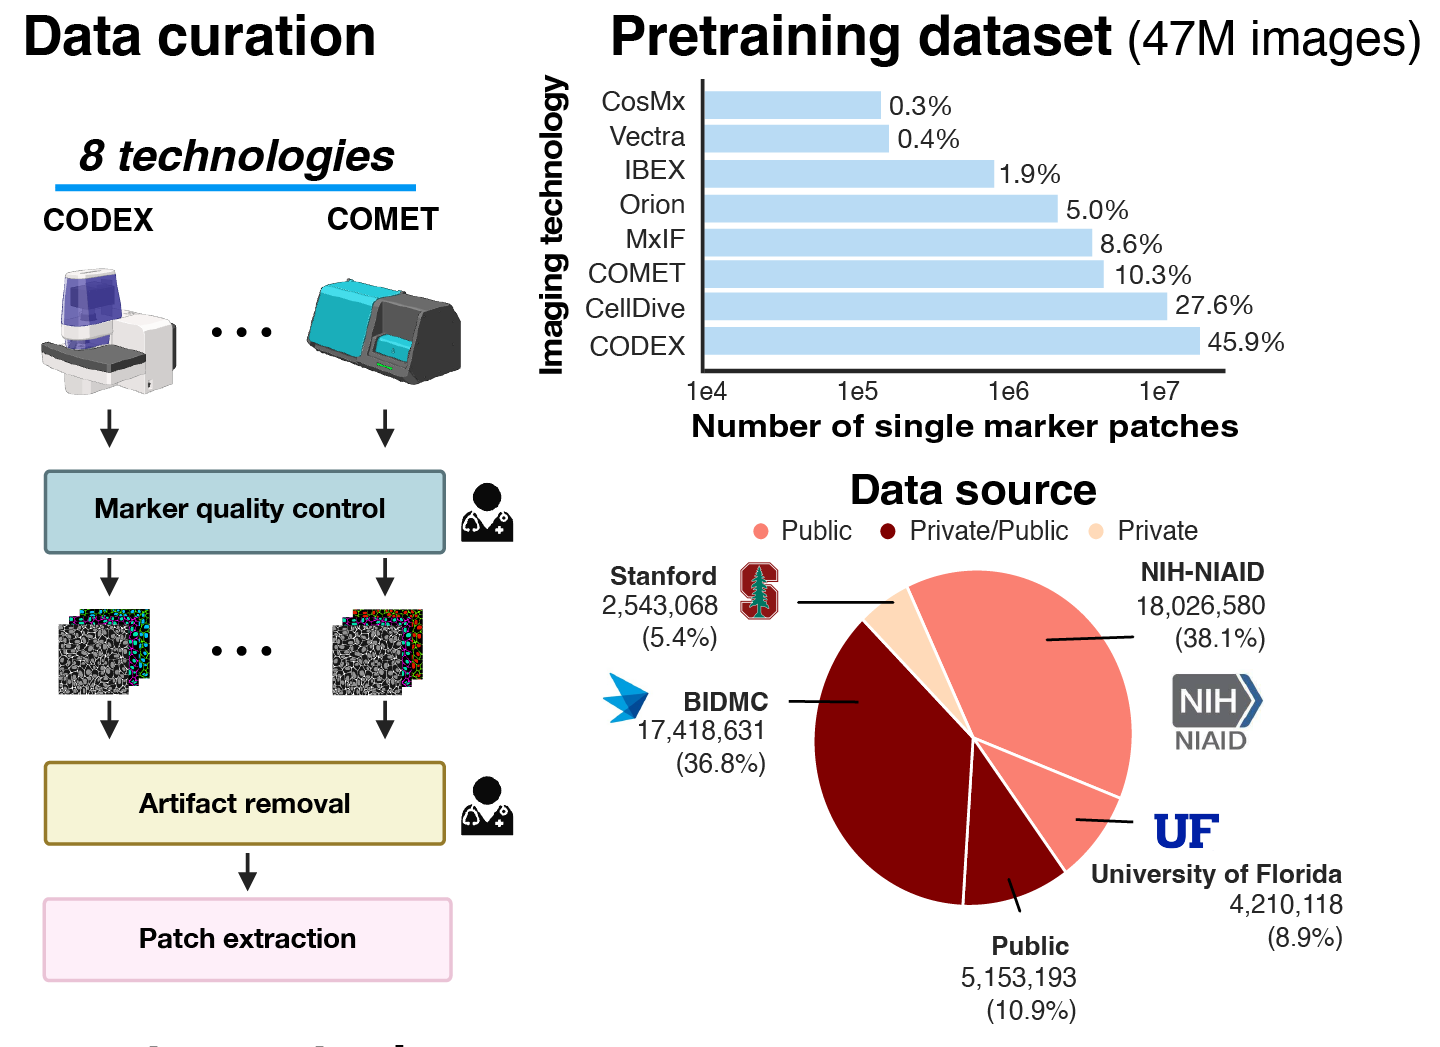 Data curation
8 technologies
CODEX
COMET
Marker quality control
Artifact removal
Patch extraction
Pretraining dataset (47M images)
Imaging technology
CosMx 0.3%
Vectra 0.4%
IBEX 1.9%
Orion 5.0%
MxIF 8.6%
COMET 10.3%
CellDive 27.6%
CODEX 45.9%
1e4 1e5 1e6 1e7
Number of single marker patches
Data source
Public Private/Public Private
Stanford
2,543,068
(5.4%)
S
NIH-NIAID
18,026,580
(38.1%)
NIH
NIAID
BIDMC
17,418,631
(36.8%)
UF
University of Florida
4,210,118
(8.9%)
Public
5,153,193
(10.9%)